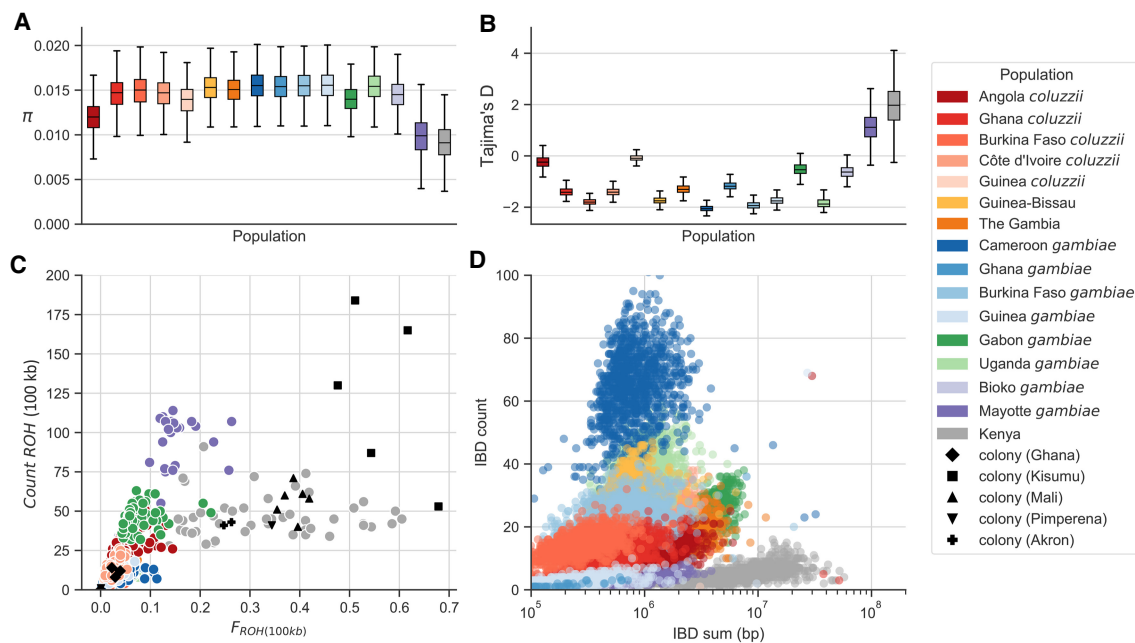 A
π
0.020
0.015
0.010
0.005
0.000
Population
B
Tajima's D
4
2
0
−2
Population
C
Count ROH (100 kb)
200
175
150
125
100
75
50
25
0
0.0 0.1 0.2 0.3 0.4 0.5 0.6 0.7
F_ROH(100kb)
D
IBD count
100
80
60
40
20
0
10^5 10^6 10^7 10^8
IBD sum (bp)
Population
Angola coluzzii
Ghana coluzzii
Burkina Faso coluzzii
Côte d'Ivoire coluzzii
Guinea coluzzii
Guinea-Bissau
The Gambia
Cameroon gambiae
Ghana gambiae
Burkina Faso gambiae
Guinea gambiae
Gabon gambiae
Uganda gambiae
Bioko gambiae
Mayotte gambiae
Kenya
colony (Ghana)
colony (Kisumu)
colony (Mali)
colony (Pimperena)
colony (Akron)